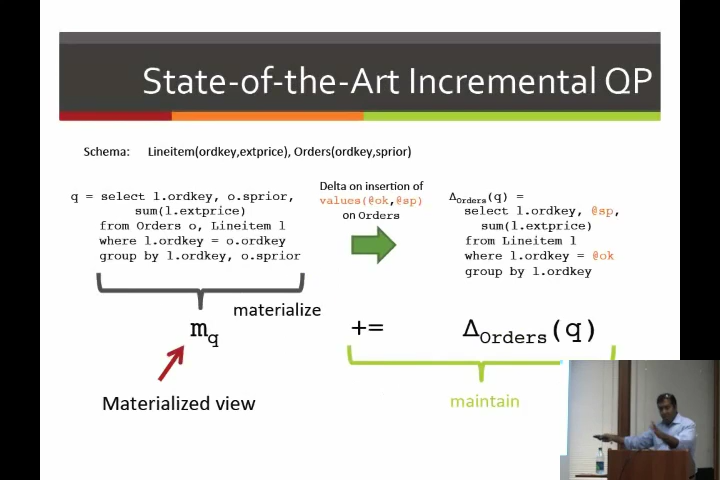 State-of-the-Art Incremental QP
Schema: Lineitem(ordkey,extprice), Orders(ordkey,sprior)
q = select l.ordkey, o.sprior,
sum(l.extprice)
from Orders o, Lineitem l
where l.ordkey = o.ordkey
group by l.ordkey, o.sprior
Delta on insertion of
values(@ok,@sp)
on Orders
ΔOrders(q) =
select l.ordkey, @sp,
sum(l.extprice)
from Lineitem l
where l.ordkey = @ok
group by l.ordkey
materialize
mq += ΔOrders(q)
Materialized view
maintain